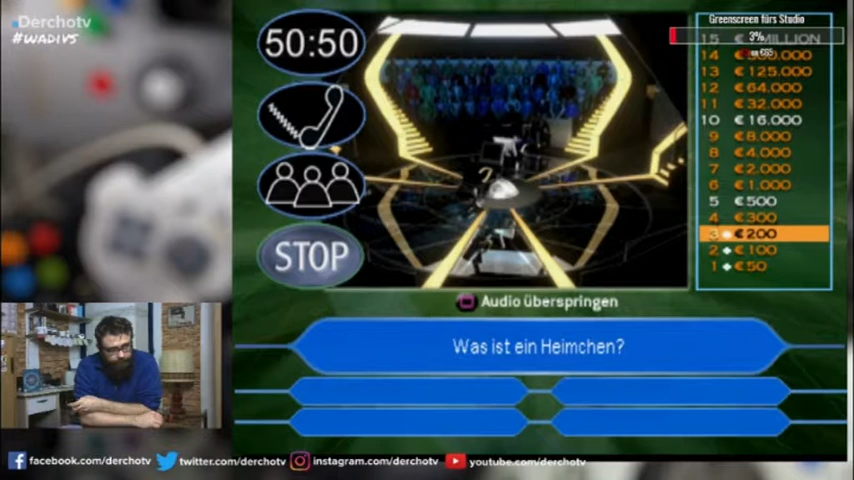 Derchotv
#WADIVS
50:50
STOP
Greenscreen fürs Studio
3%
15 € MILLION
14 € 500.000
13 € 125.000
12 € 64.000
11 € 32.000
10 € 16.000
9 € 8.000
8 € 4.000
7 € 2.000
6 € 1.000
5 € 500
4 € 300
3 ◆ € 200
2 ◆ € 100
1 ◆ € 50
Audio überspringen
Was ist ein Heimchen?
facebook.com/derchotv twitter.com/derchotv instagram.com/derchotv youtube.com/derchotv